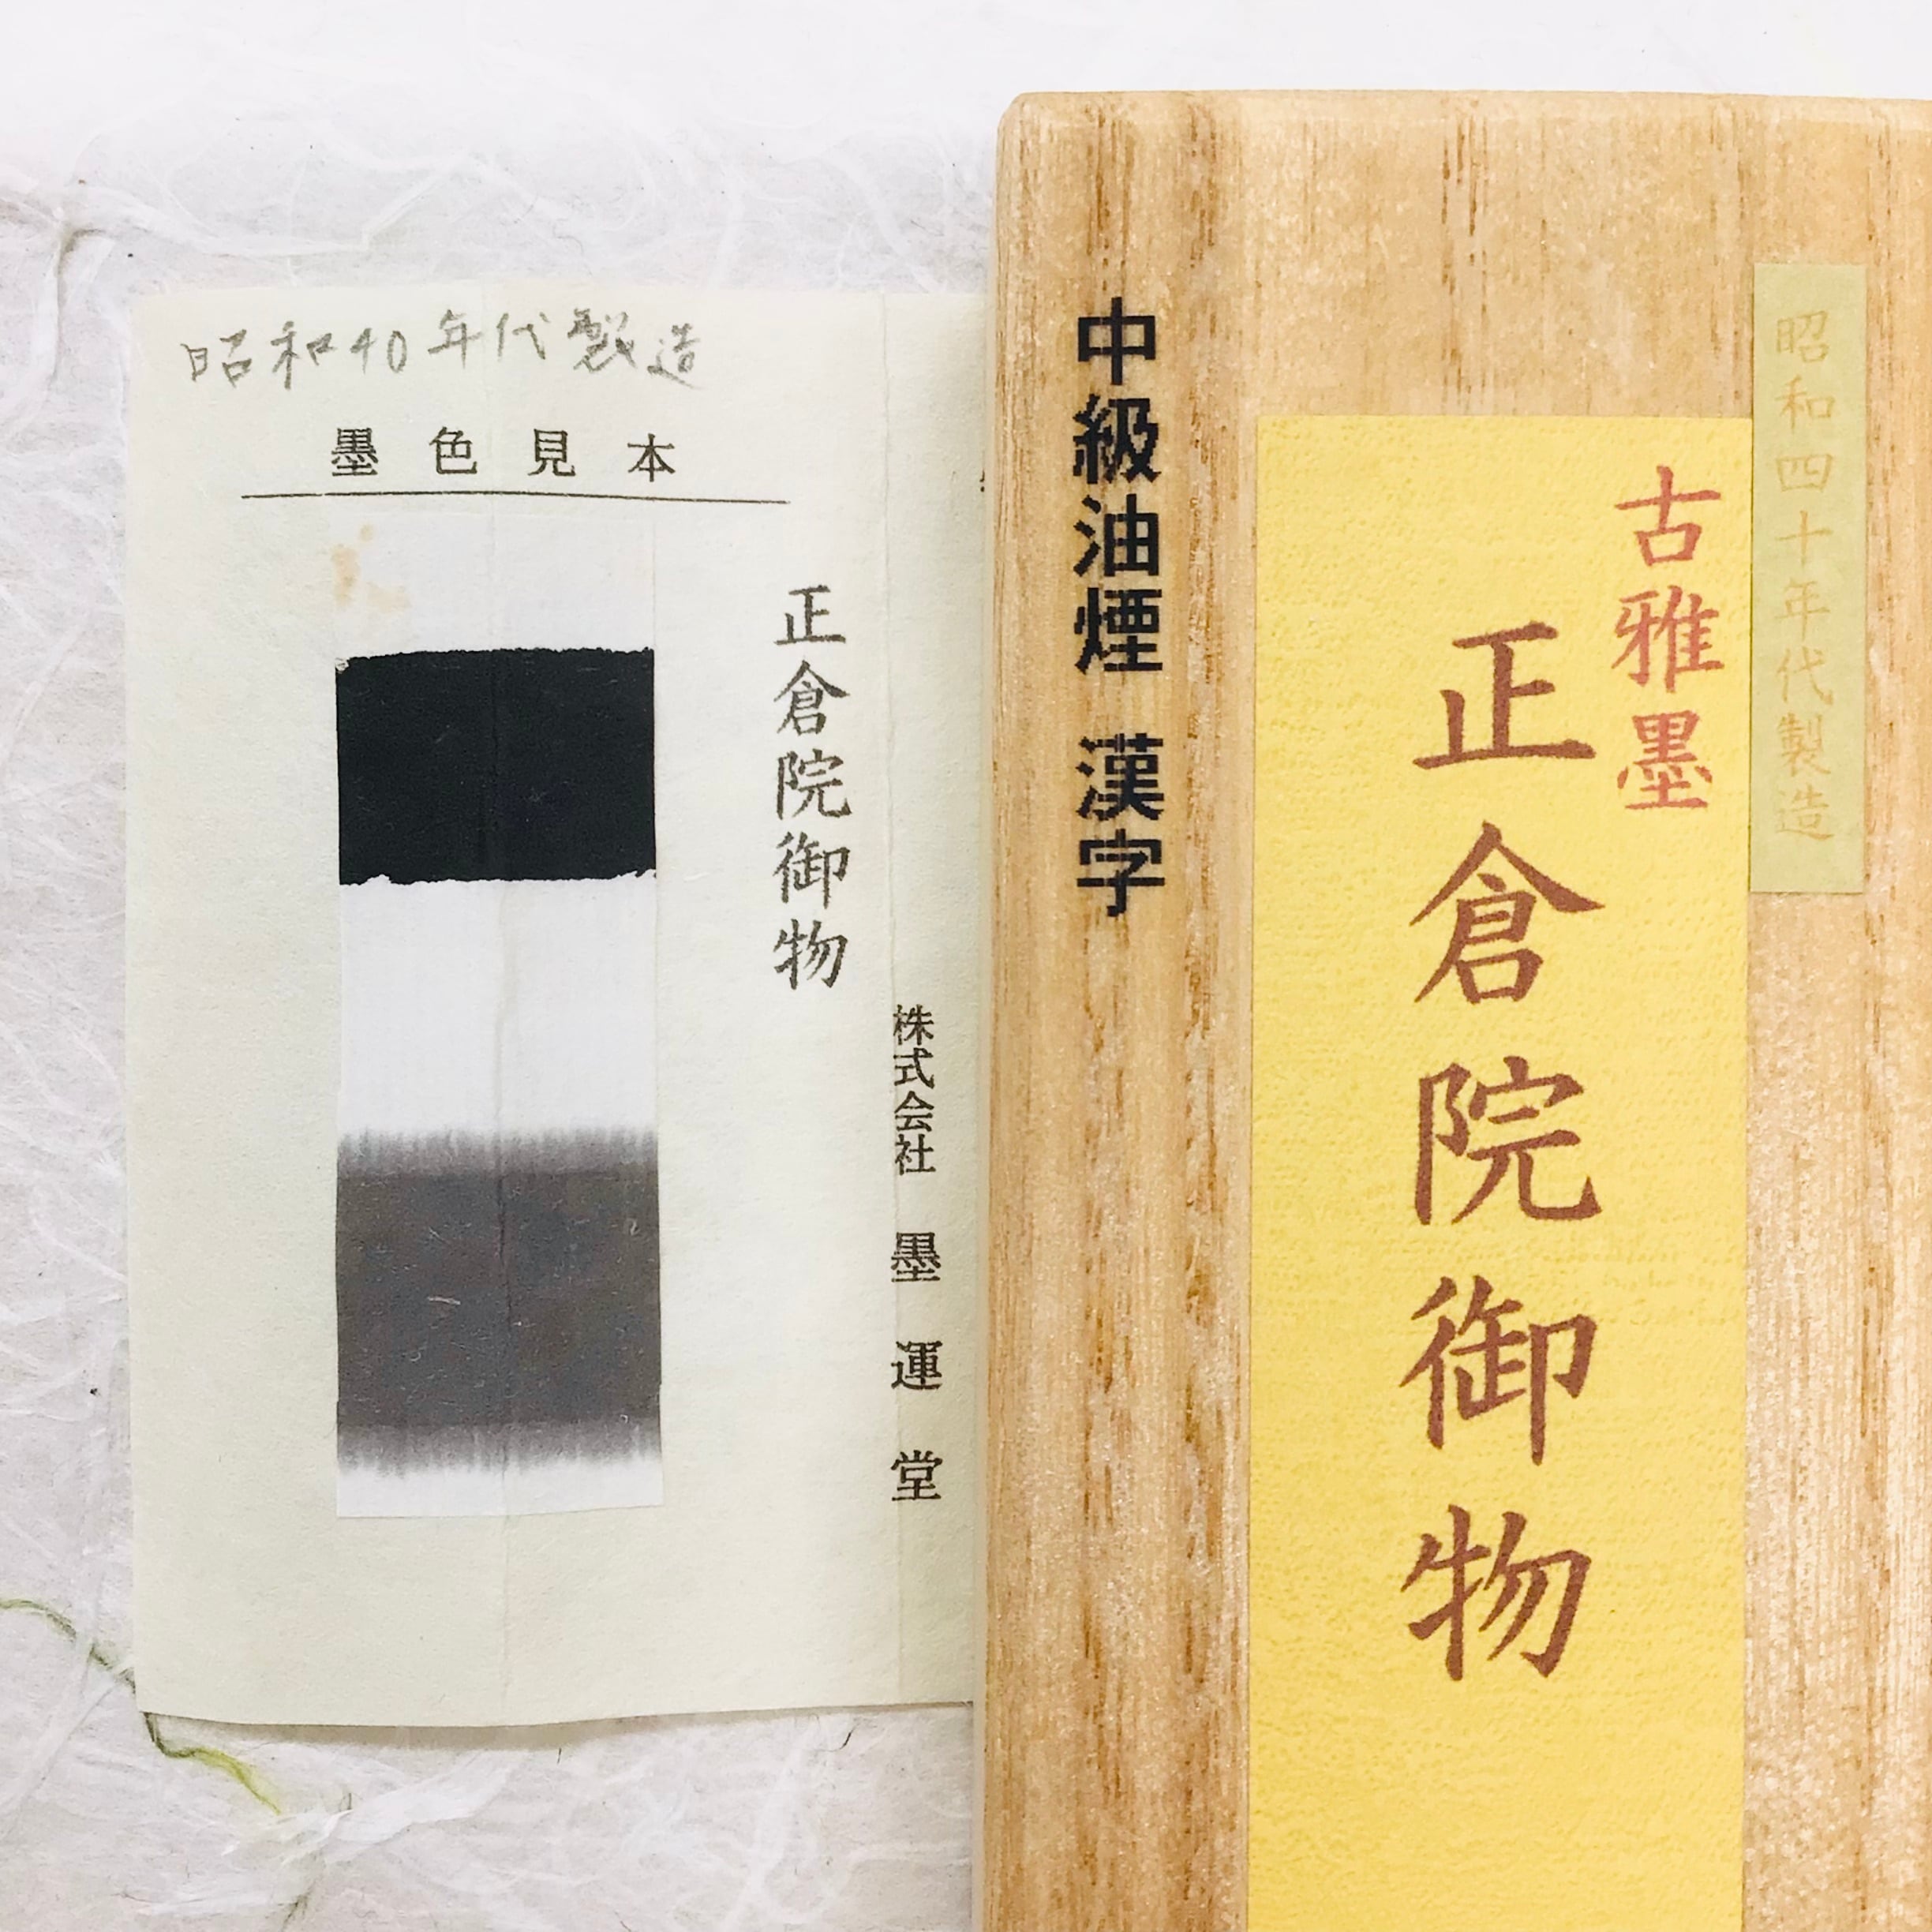 昭和40年代製造
墨色見本
正倉院御物
株式会社 墨運堂
中級油煙 漢字
昭和四十年代製造
古雅墨
正倉院御物